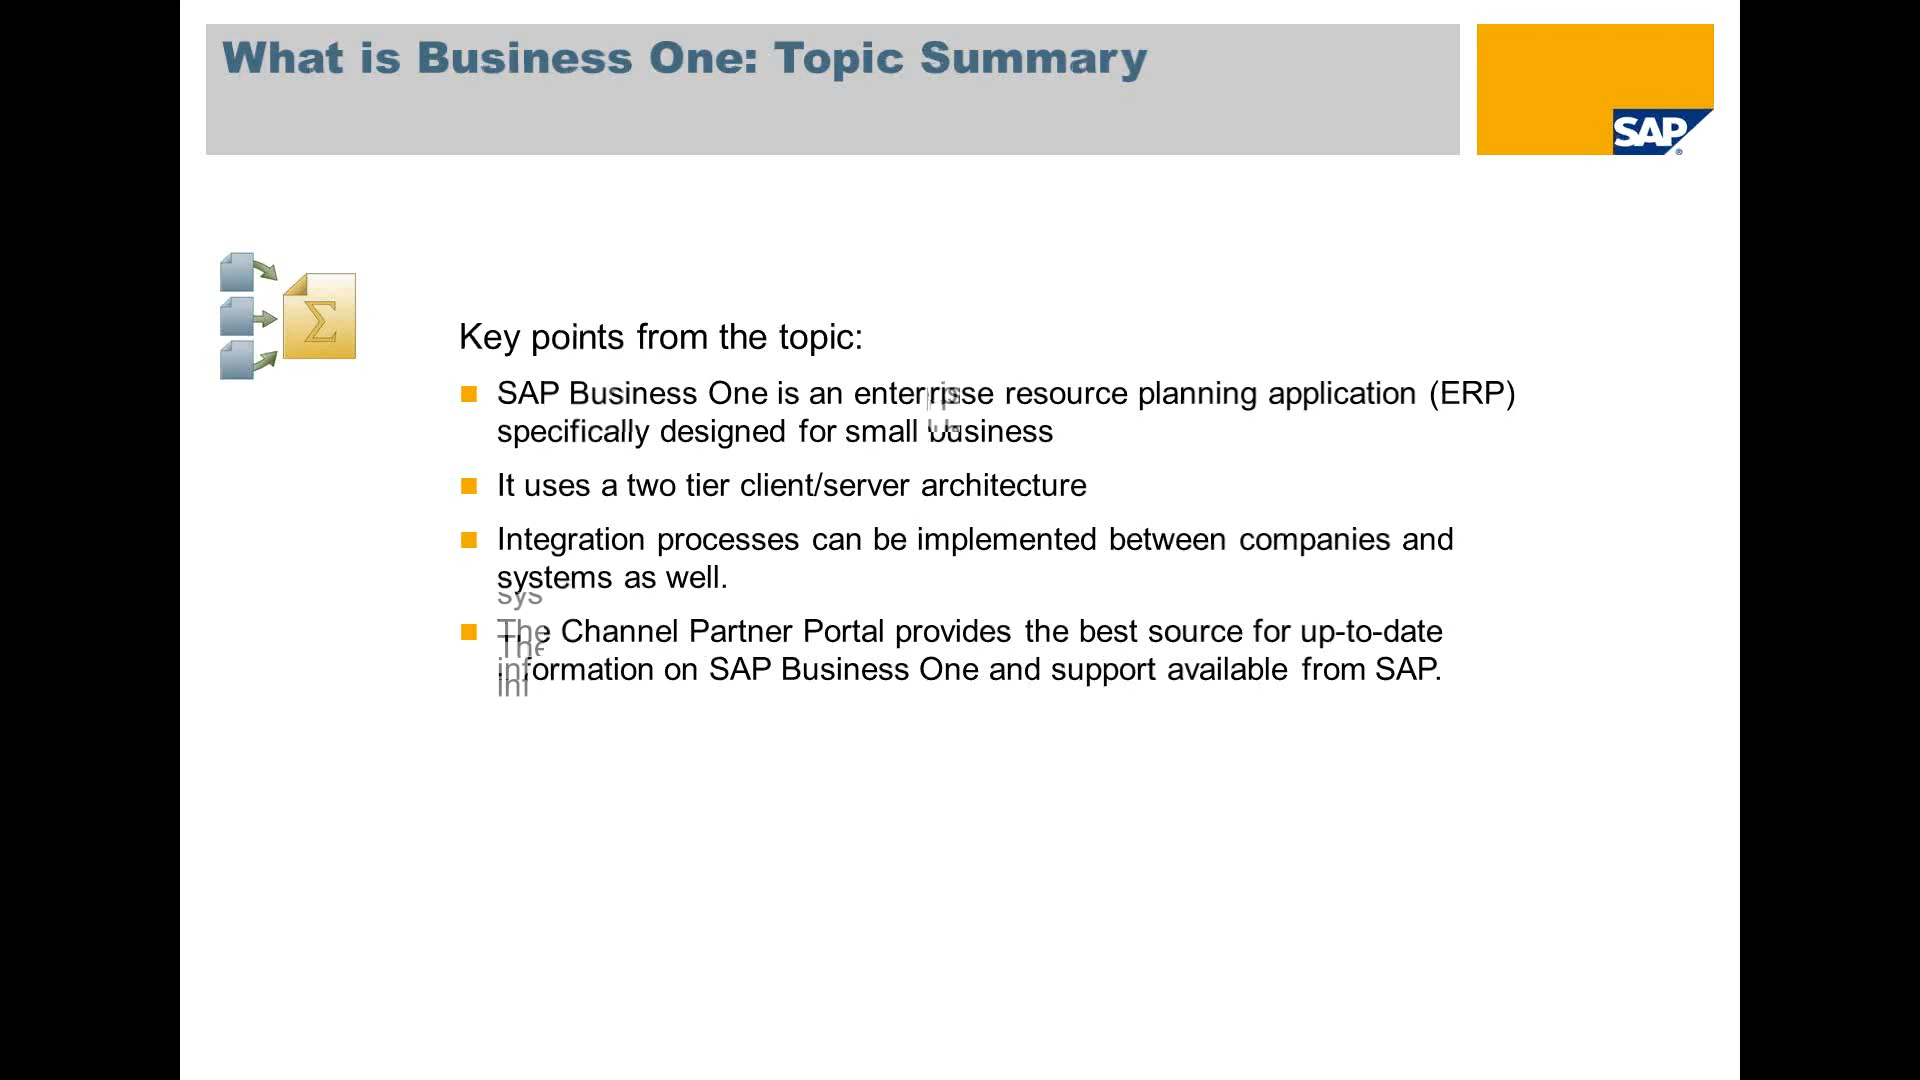 What is Business One: Topic Summary
SAP
Σ
Key points from the topic:
SAP Business One is an enterprise resource planning application (ERP)
specifically designed for small business
It uses a two tier client/server architecture
Integration processes can be implemented between companies and
systems as well.
The Channel Partner Portal provides the best source for up-to-date
information on SAP Business One and support available from SAP.